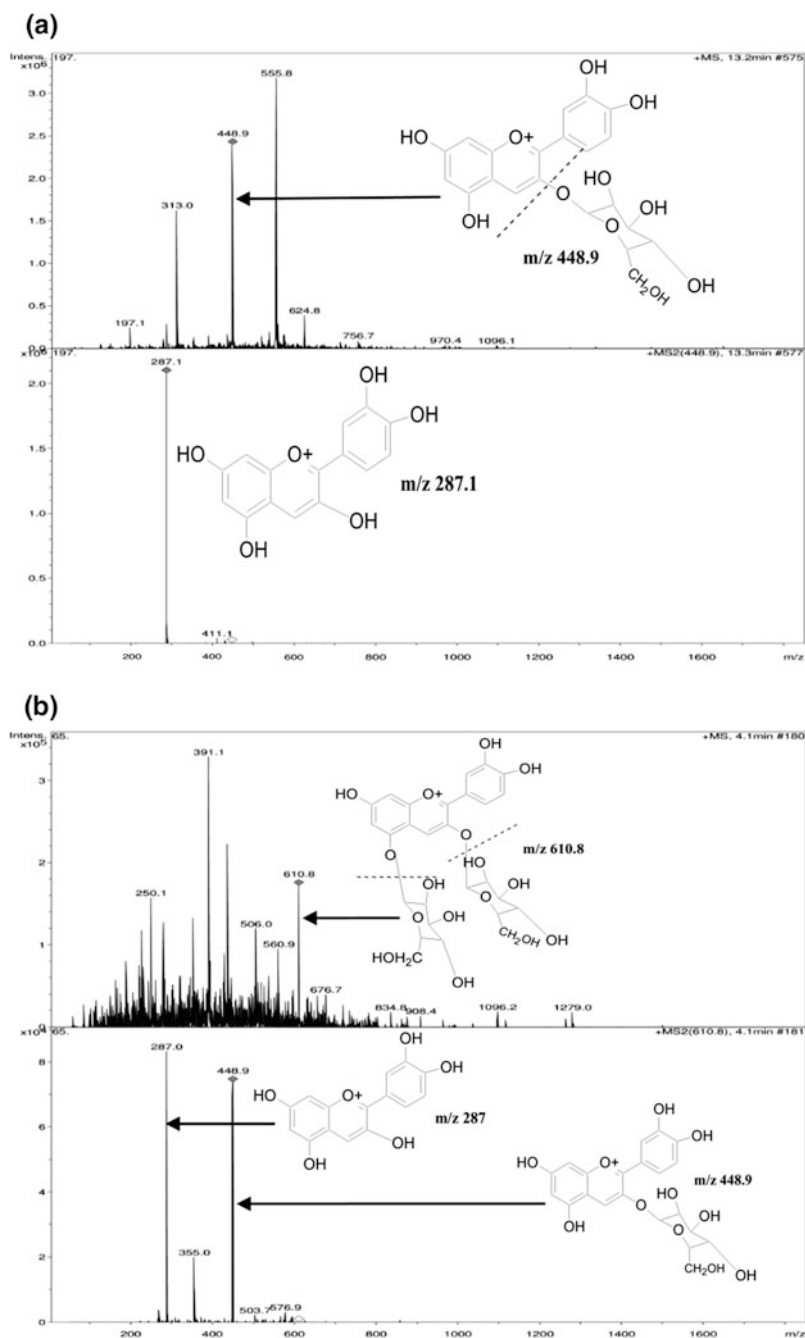 (a)
Intens. 197. +MS, 13.2min #575
x10⁶
555.8
3.0
2.5
448.9
2.0
313.0
1.5
1.0
0.5
197.1
624.8
756.7
970.4
1096.1
0.0
OH
OH
HO
O+
O
OH
HO
OH
O
CH₂OH
OH
m/z 448.9
x10⁶ 197. +MS2(448.9), 13.3min #577
287.1
2.0
1.5
1.0
0.5
411.1
0.0
OH
OH
HO
O+
OH
OH
m/z 287.1
200 400 600 800 1000 1200 1400 1600 m/z
(b)
Intens. 65. +MS, 4.1min #180
x10⁵
391.1
3
2
610.8
250.1
1
506.0
560.9
676.7
834.8
908.4
1096.2
1279.0
0
OH
OH
HO
O+
O
O
HO
OH
O
CH₂OH
OH
OH
OH
O
HOH₂C
OH
m/z 610.8
x10⁴ 65. +MS2(610.8), 4.1min #181
287.0
8
448.9
6
4
2
355.0
503.7
576.9
0
OH
OH
HO
O+
OH
OH
m/z 287
OH
OH
HO
O+
O
OH
HO
OH
O
CH₂OH
OH
m/z 448.9
200 400 600 800 1000 1200 1400 1600 m/z